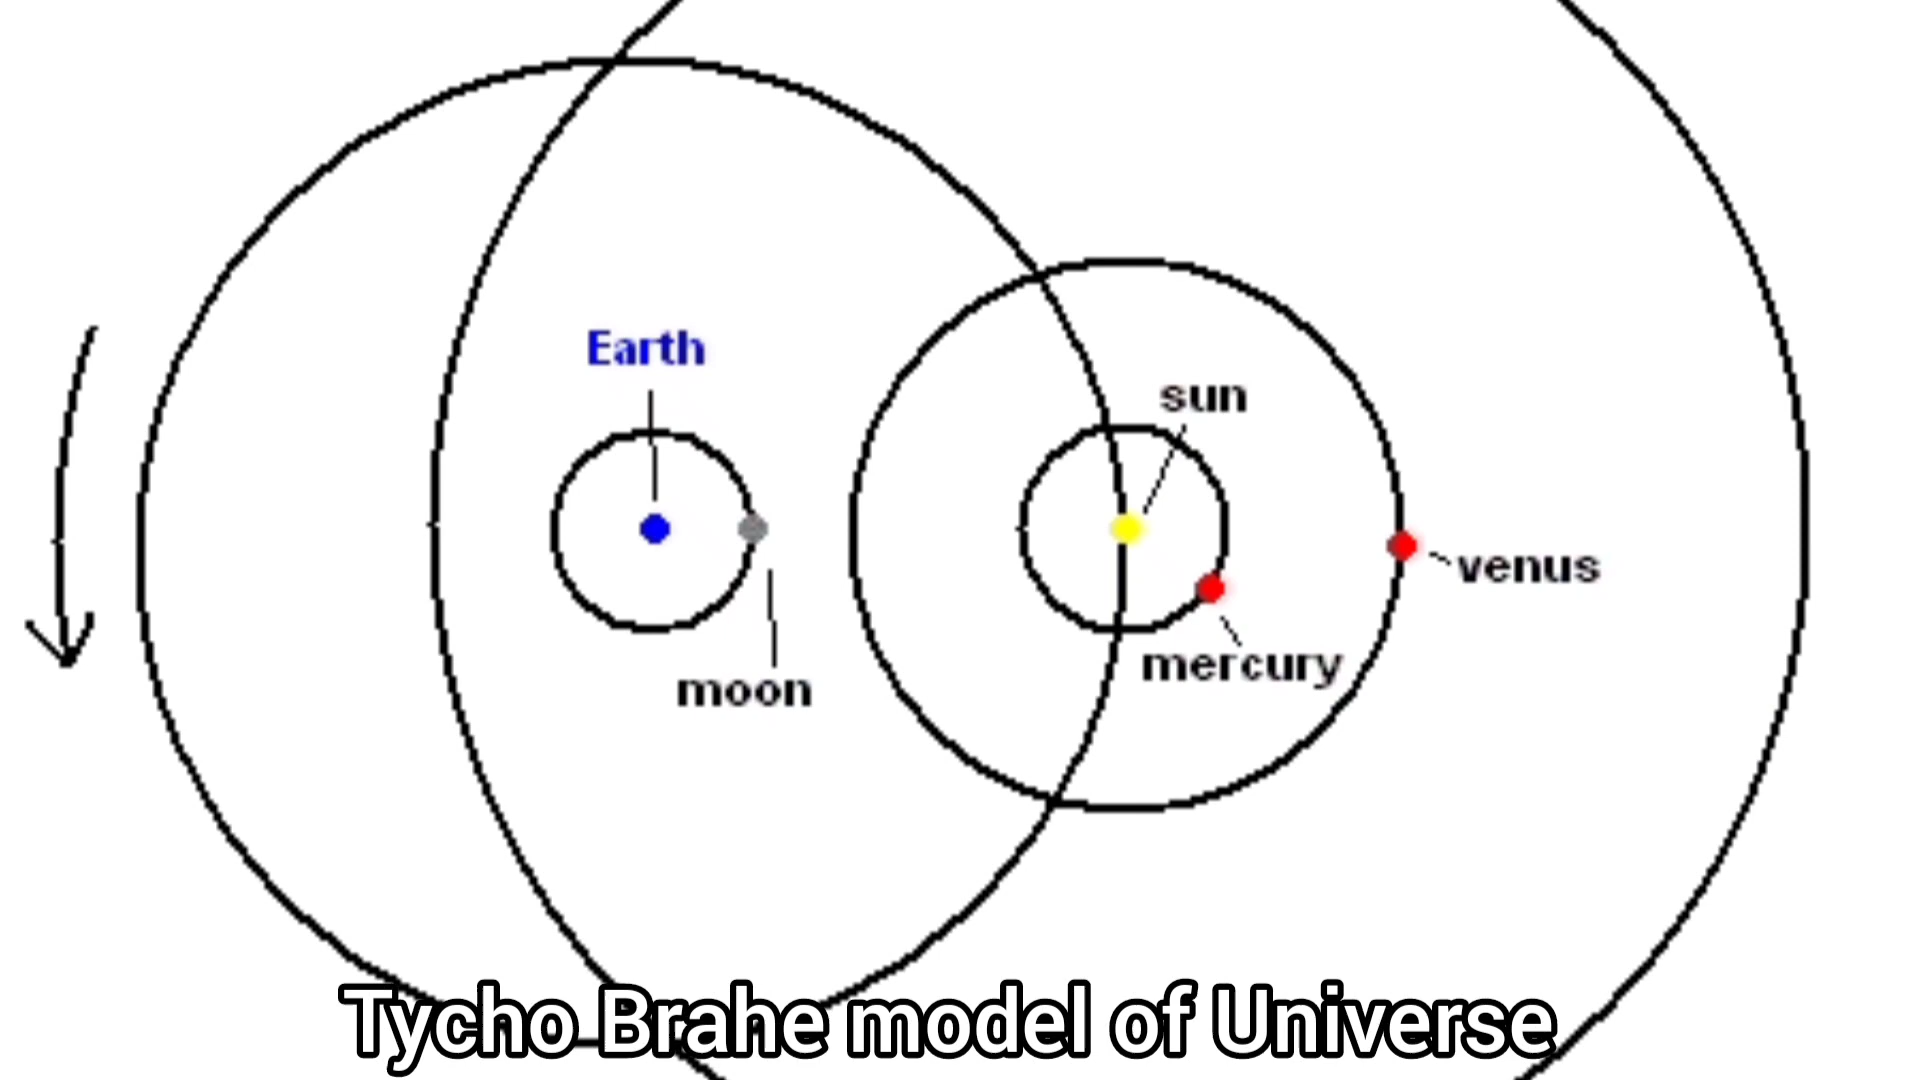 Earth
sun
venus
mercury
moon
Tycho Brahe model of Universe